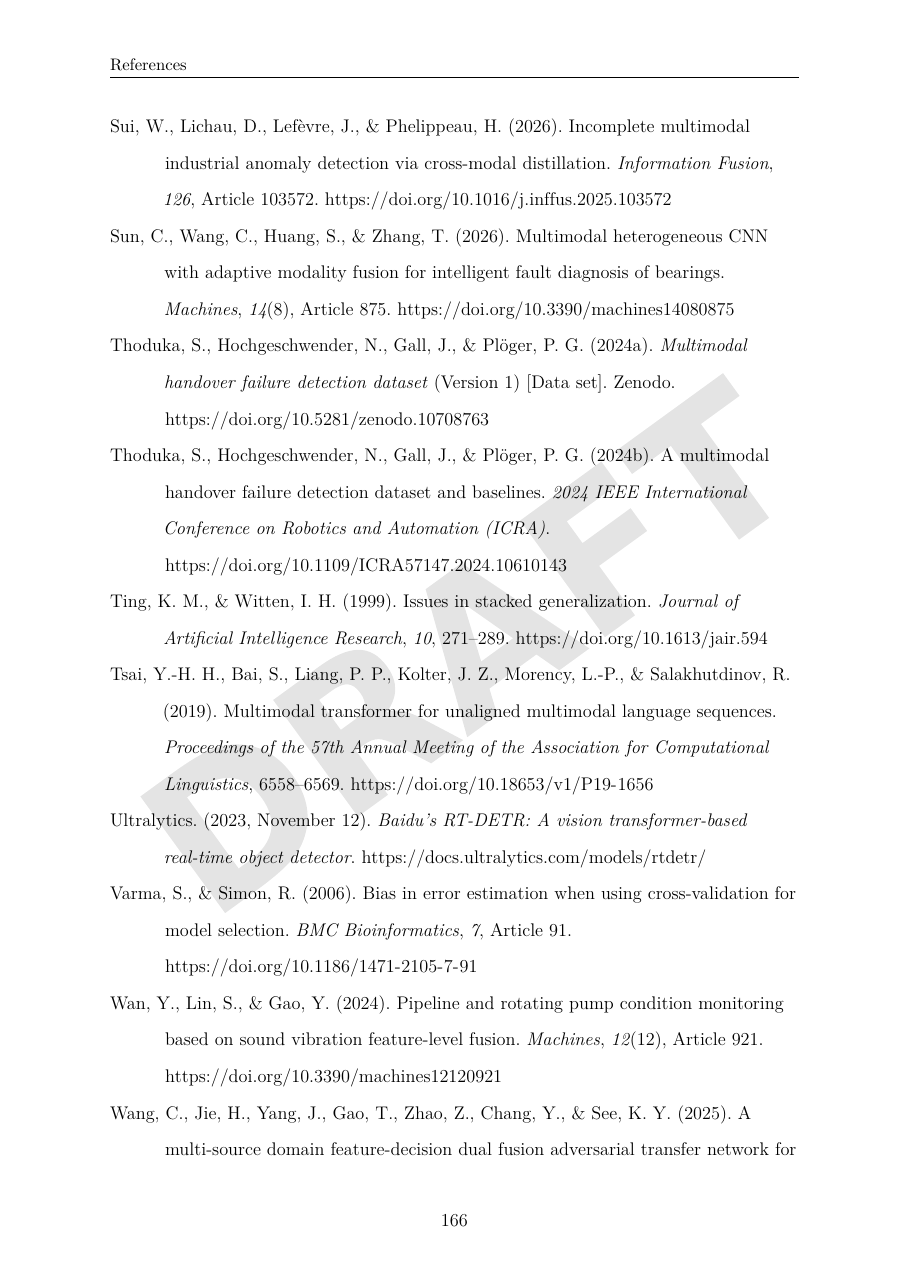 References
Sui, W., Lichau, D., Lefèvre, J., & Phelippeau, H. (2026). Incomplete multimodal
industrial anomaly detection via cross-modal distillation. Information Fusion,
126, Article 103572. https://doi.org/10.1016/j.inffus.2025.103572
Sun, C., Wang, C., Huang, S., & Zhang, T. (2026). Multimodal heterogeneous CNN
with adaptive modality fusion for intelligent fault diagnosis of bearings.
Machines, 14(8), Article 875. https://doi.org/10.3390/machines14080875
Thoduka, S., Hochgeschwender, N., Gall, J., & Plöger, P. G. (2024a). Multimodal
handover failure detection dataset (Version 1) [Data set]. Zenodo.
https://doi.org/10.5281/zenodo.10708763
Thoduka, S., Hochgeschwender, N., Gall, J., & Plöger, P. G. (2024b). A multimodal
handover failure detection dataset and baselines. 2024 IEEE International
Conference on Robotics and Automation (ICRA).
https://doi.org/10.1109/ICRA57147.2024.10610143
Ting, K. M., & Witten, I. H. (1999). Issues in stacked generalization. Journal of
Artificial Intelligence Research, 10, 271–289. https://doi.org/10.1613/jair.594
Tsai, Y.-H. H., Bai, S., Liang, P. P., Kolter, J. Z., Morency, L.-P., & Salakhutdinov, R.
(2019). Multimodal transformer for unaligned multimodal language sequences.
Proceedings of the 57th Annual Meeting of the Association for Computational
Linguistics, 6558–6569. https://doi.org/10.18653/v1/P19-1656
Ultralytics. (2023, November 12). Baidu's RT-DETR: A vision transformer-based
real-time object detector. https://docs.ultralytics.com/models/rtdetr/
Varma, S., & Simon, R. (2006). Bias in error estimation when using cross-validation for
model selection. BMC Bioinformatics, 7, Article 91.
https://doi.org/10.1186/1471-2105-7-91
Wan, Y., Lin, S., & Gao, Y. (2024). Pipeline and rotating pump condition monitoring
based on sound vibration feature-level fusion. Machines, 12(12), Article 921.
https://doi.org/10.3390/machines12120921
Wang, C., Jie, H., Yang, J., Gao, T., Zhao, Z., Chang, Y., & See, K. Y. (2025). A
multi-source domain feature-decision dual fusion adversarial transfer network for
166
DRAFT